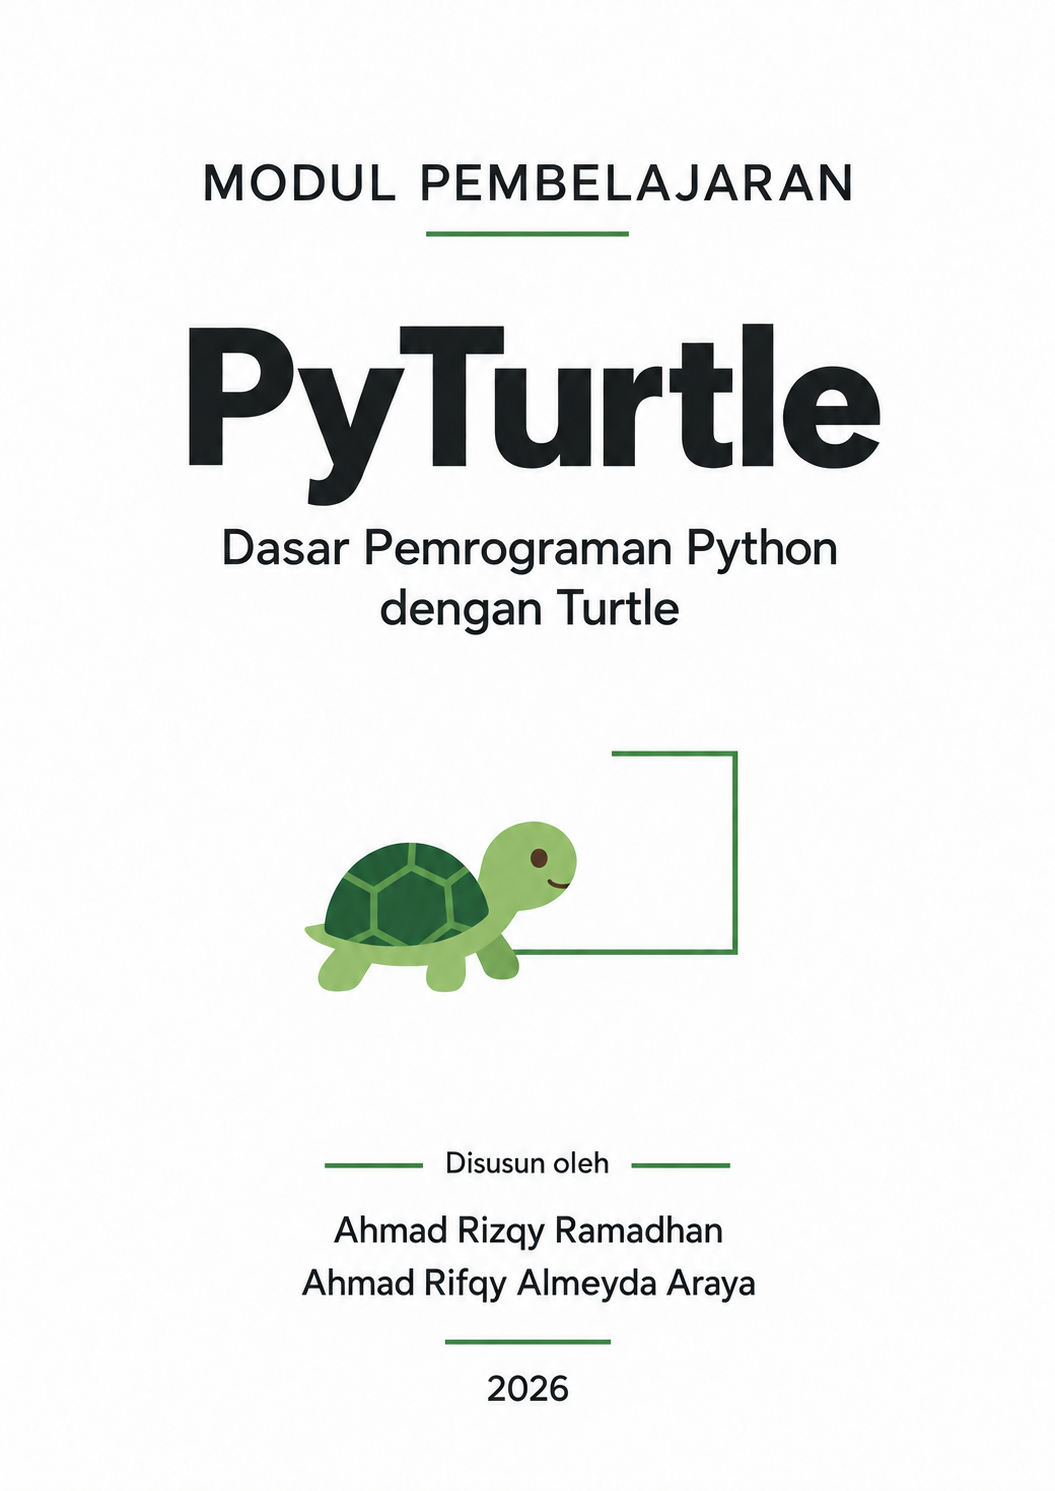 MODUL PEMBELAJARAN
PyTurtle
Dasar Pemrograman Python
dengan Turtle
Disusun oleh
Ahmad Rizqy Ramadhan
Ahmad Rifqy Almeyda Araya
2026